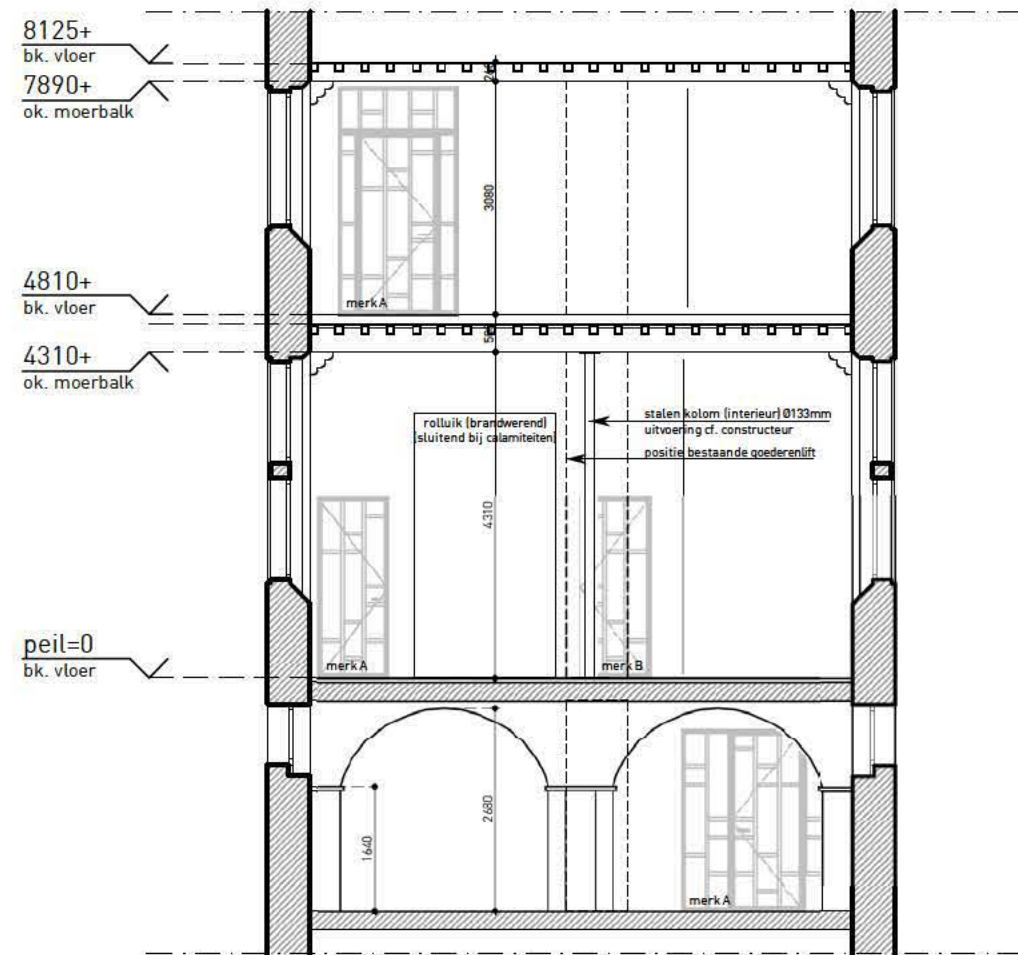 8125+
bk. vloer
7890+
ok. moerbalk
3080
merk A
4810+
bk. vloer
4310+
ok. moerbalk
rolluik (brandwerend)
(sluitend bij calamiteiten)
stalen kolom (interieur) Ø133mm
uitvoering cf. constructeur
positie bestaande goederenlift
4310
peil=0
bk. vloer
merk A
merk B
2680
1640
merk A